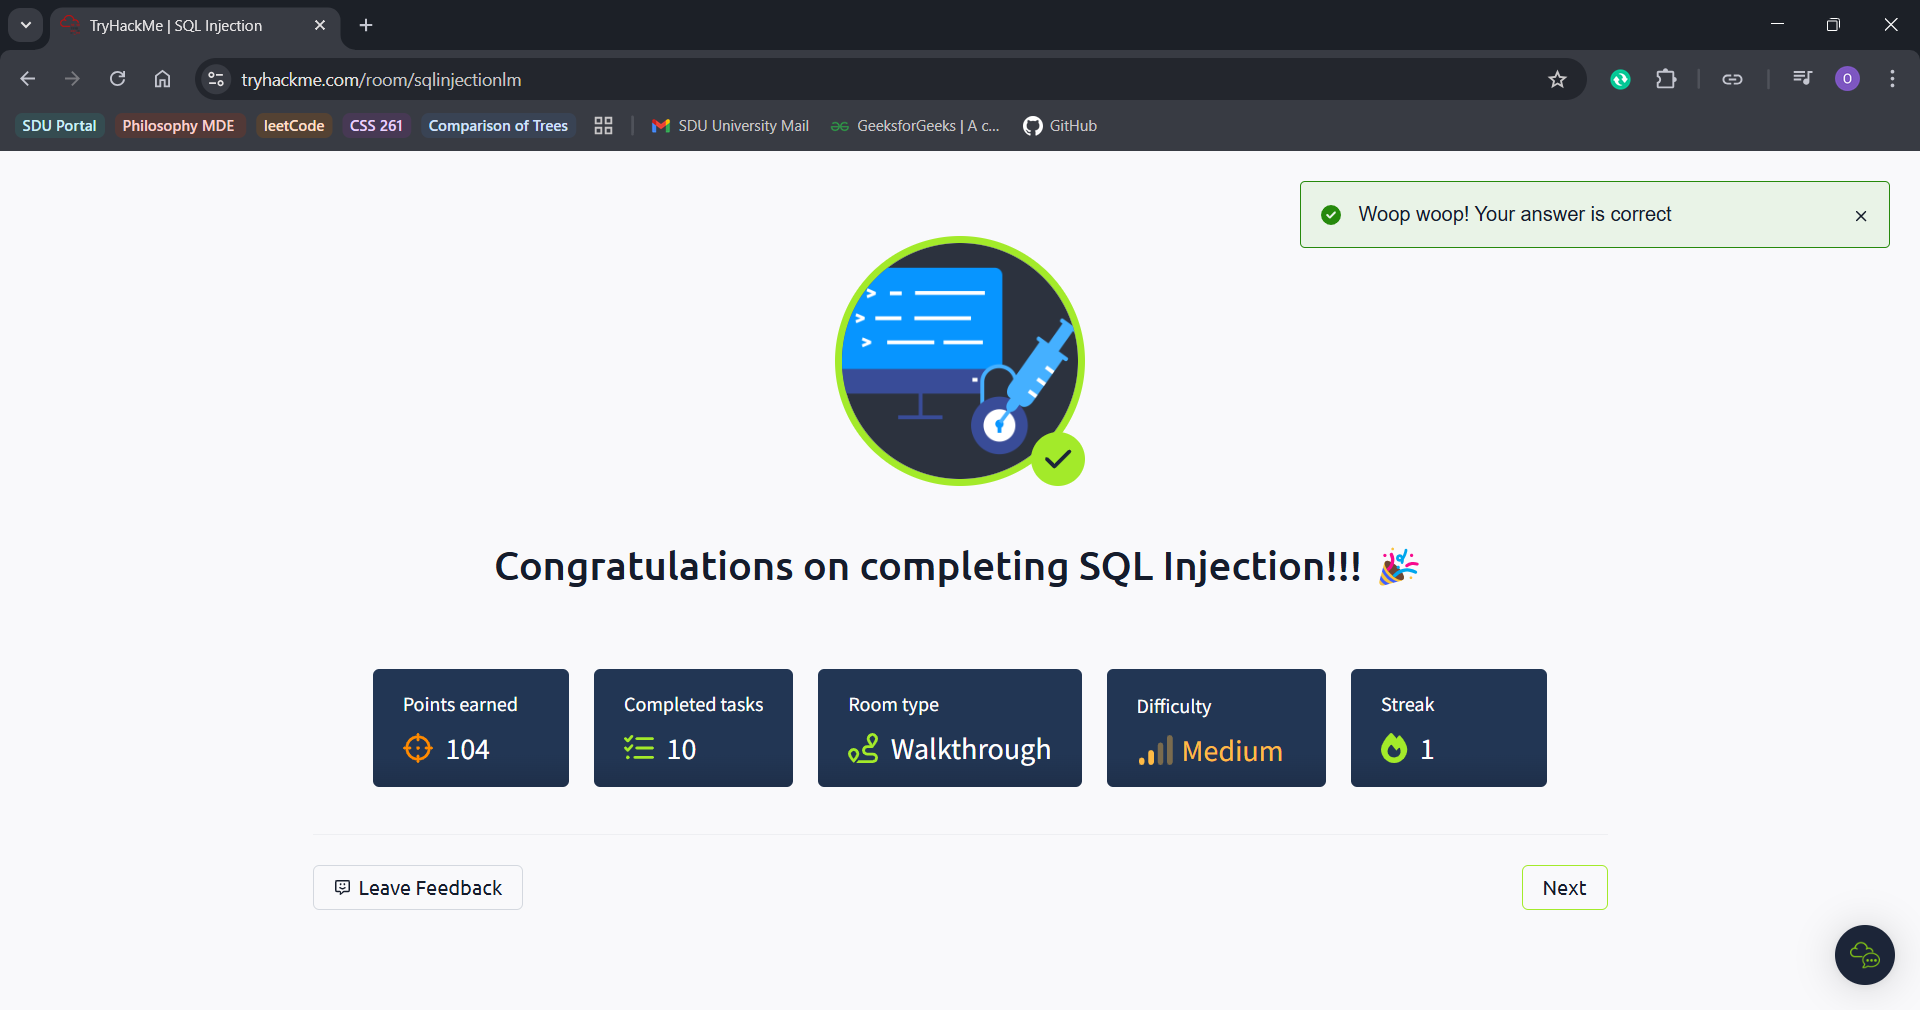 TryHackMe | SQL Injection
tryhackme.com/room/sqlinjectionlm
O
SDU Portal Philosophy MDE leetCode CSS 261 Comparison of Trees SDU University Mail GeeksforGeeks | A c... GitHub
Woop woop! Your answer is correct
Congratulations on completing SQL Injection!!! 🎉
Points earned
104
Completed tasks
10
Room type
Walkthrough
Difficulty
Medium
Streak
1
Leave Feedback
Next